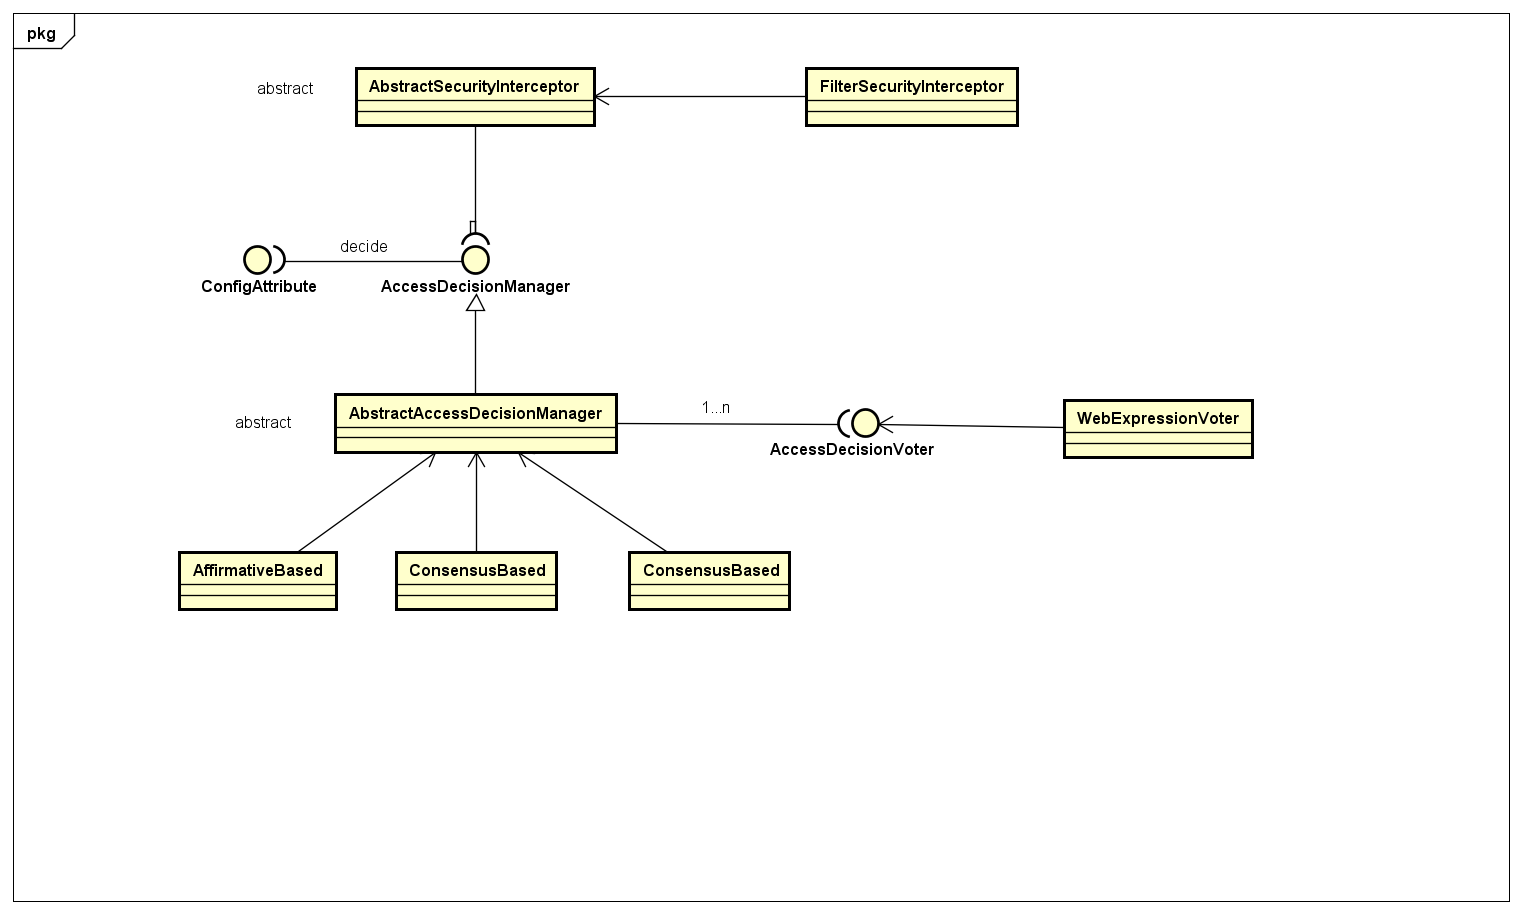 pkg
abstract
AbstractSecurityInterceptor
FilterSecurityInterceptor
decide
ConfigAttribute
AccessDecisionManager
abstract
AbstractAccessDecisionManager
1...n
AccessDecisionVoter
WebExpressionVoter
AffirmativeBased
ConsensusBased
ConsensusBased